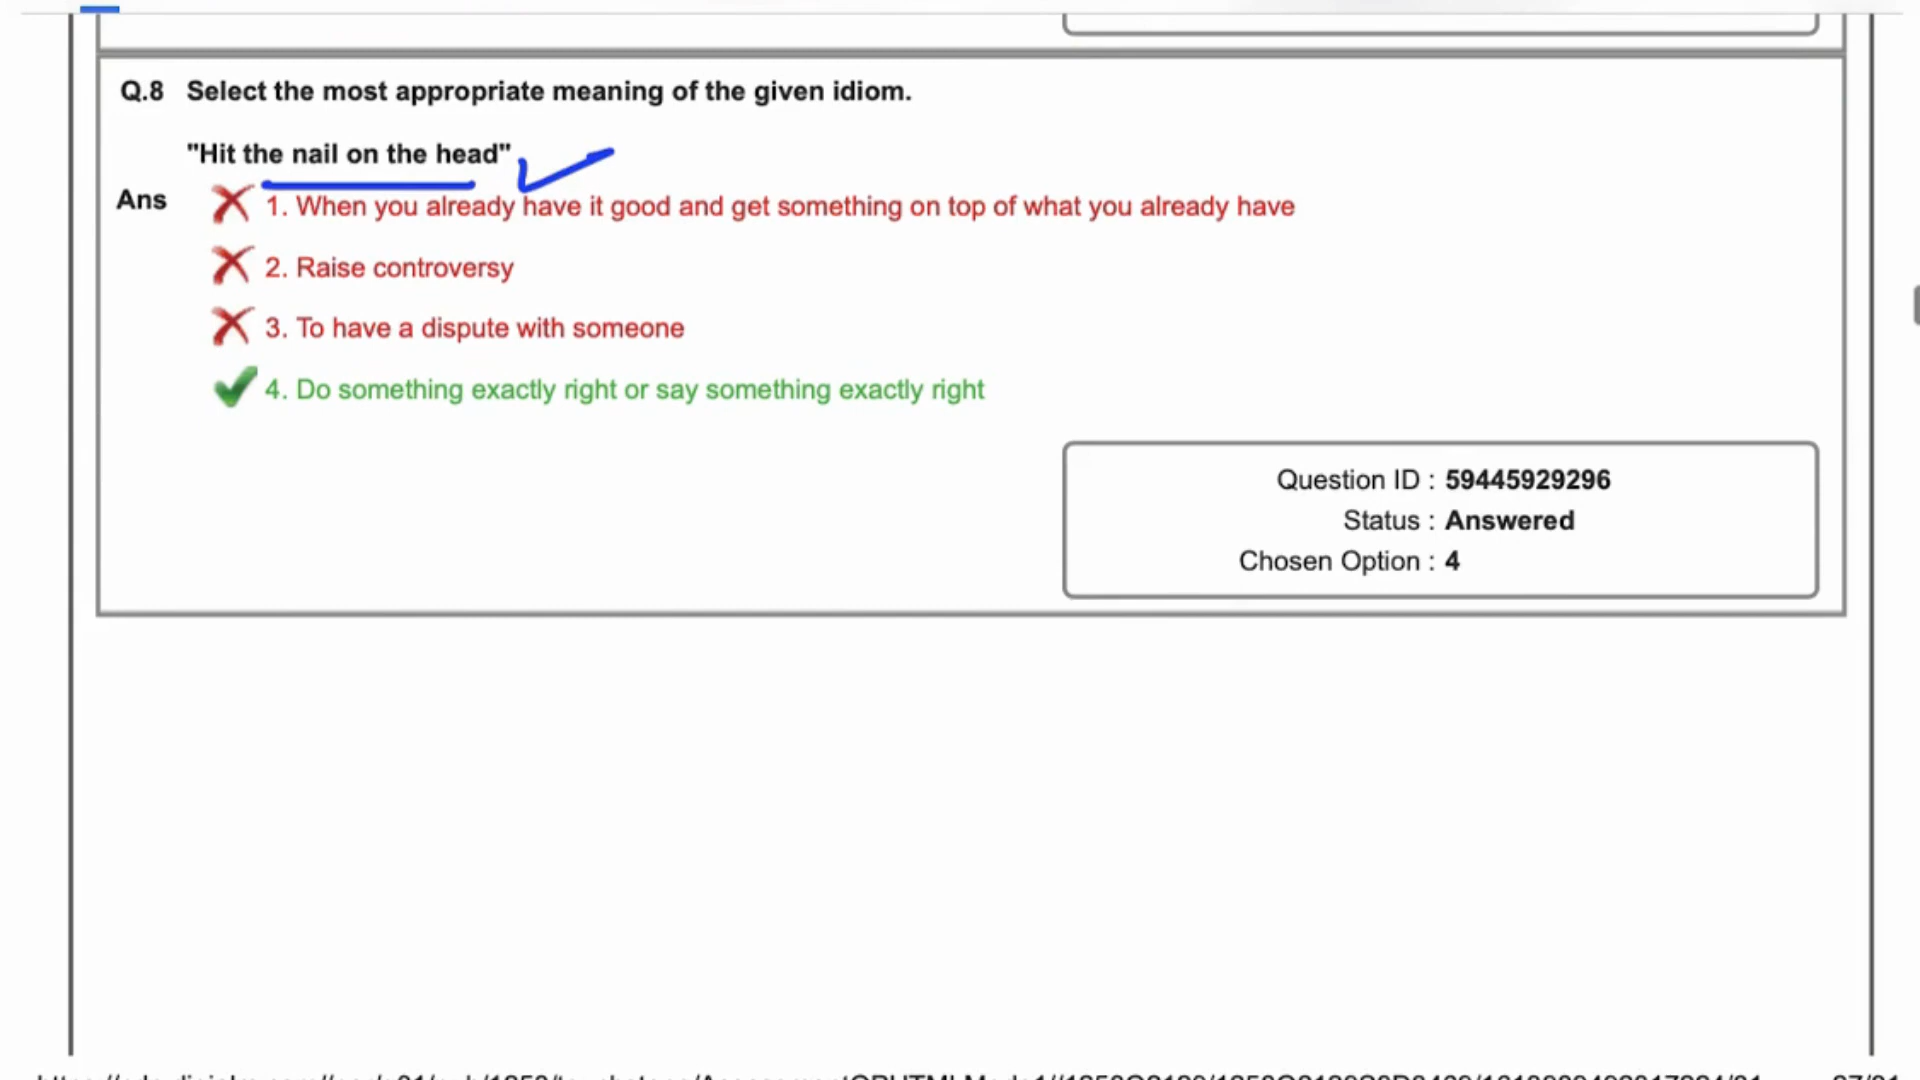 Q.8 Select the most appropriate meaning of the given idiom.
"Hit the nail on the head"
Ans 1. When you already have it good and get something on top of what you already have
2. Raise controversy
3. To have a dispute with someone
4. Do something exactly right or say something exactly right
Question ID : 59445929296
Status : Answered
Chosen Option : 4